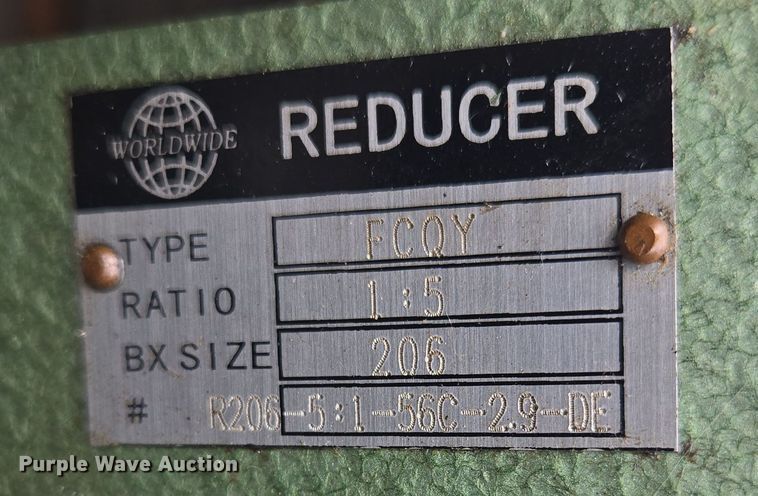 WORLDWIDE
REDUCER
TYPE FCQY
RATIO 1:5
BX SIZE 206
# R206-5:1-56C-2.9-DE
Purple Wave Auction